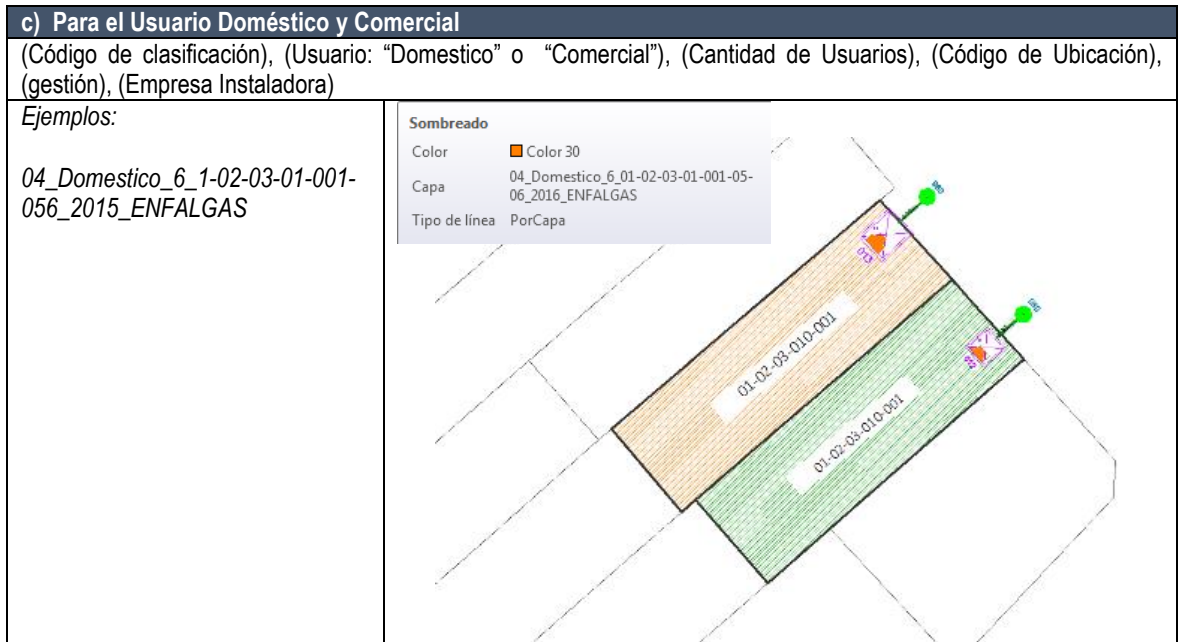 c) Para el Usuario Doméstico y Comercial
(Código de clasificación), (Usuario: “Domestico” o “Comercial”), (Cantidad de Usuarios), (Código de Ubicación),
(gestión), (Empresa Instaladora)
Ejemplos:
04_Domestico_6_1-02-03-01-001-
056_2015_ENFALGAS
Sombreado
Color Color 30
Capa 04_Domestico_6_01-02-03-01-001-05-
06_2016_ENFALGAS
Tipo de línea PorCapa
01-02-03-010-001
01-02-03-010-001
013